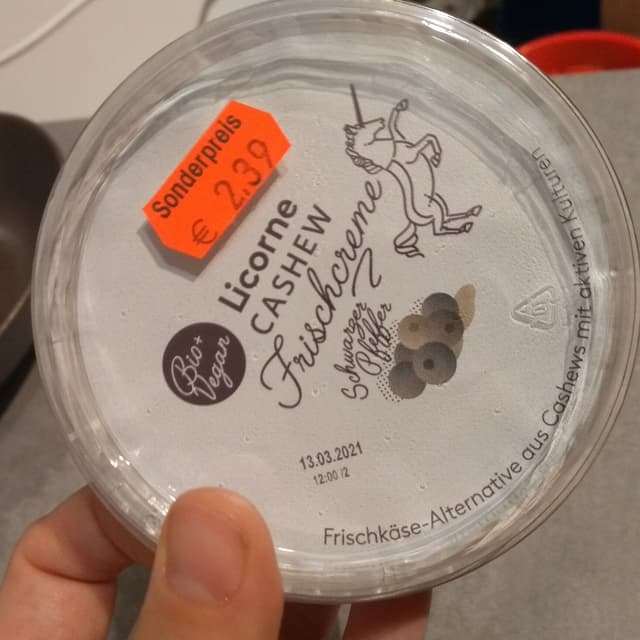 Sonderpreis
€ 2.39
Licorne
CASHEW
Frischcreme
Schwarzer
Pfeffer
Bio+
Vegan
13.03.2021
12:00 /2
Frischkäse-Alternative aus Cashews mit aktiven Kulturen